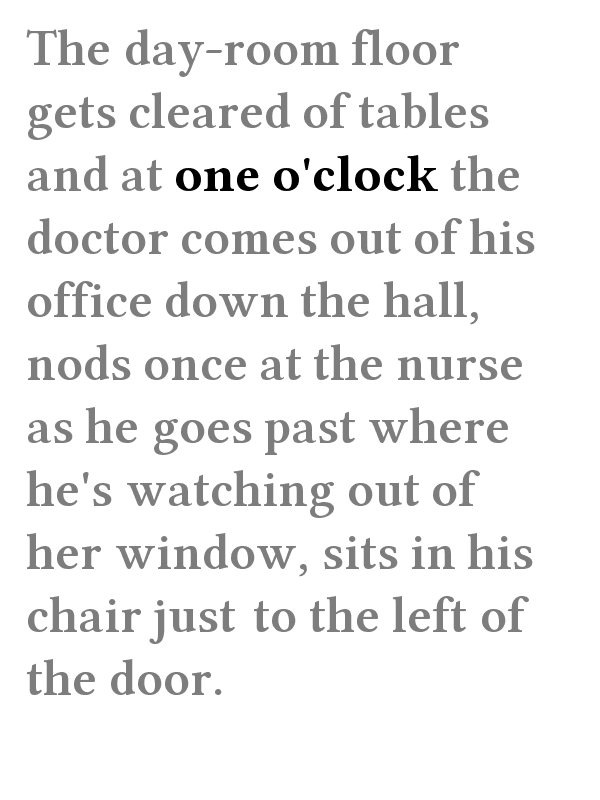 The day-room floor
gets cleared of tables
and at one o'clock the
doctor comes out of his
office down the hall,
nods once at the nurse
as he goes past where
he's watching out of
her window, sits in his
chair just to the left of
the door.